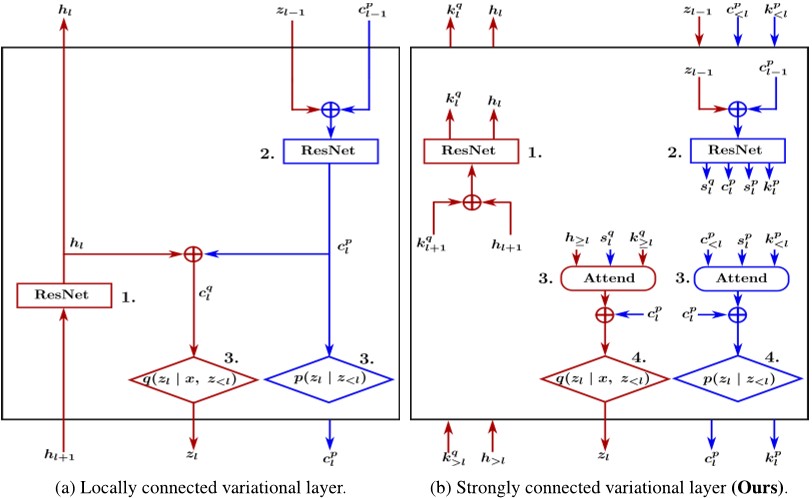 h_l z_{l-1} c^p_{l-1}
2. ResNet
h_l c^p_l
ResNet 1.
c^q_l
3. 3.
q(z_l | x, z_{<l}) p(z_l | z_{<l})
h_{l+1} z_l c^p_l
(a) Locally connected variational layer.
k^q_l h_l z_{l-1} c^p_{<l} k^p_{<l}
z_{l-1} c^p_{l-1}
k^q_l h_l
ResNet 1. 2. ResNet
s^q_l c^p_l s^p_l k^p_l
k^q_{l+1} h_{l+1}
h_{≥l} s^q_l k^q_{≥l} c^p_{<l} s^p_l k^p_{<l}
3. Attend 3. Attend
c^p_l c^p_l
4. 4.
q(z_l | x, z_{<l}) p(z_l | z_{<l})
k^q_{>l} h_{>l} z_l c^p_l k^p_l
(b) Strongly connected variational layer (Ours).